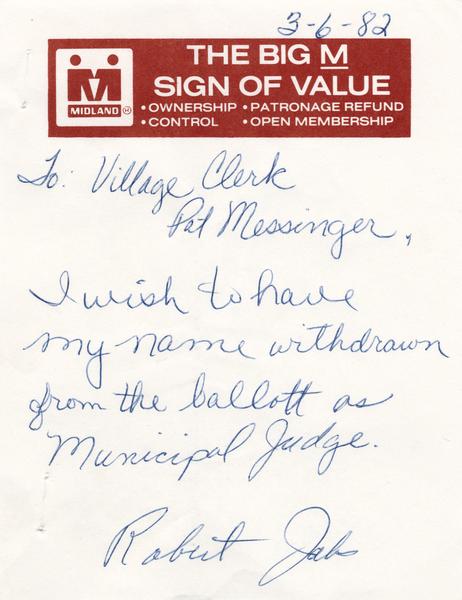 3-6-82
THE BIG M
SIGN OF VALUE
MIDLAND ®
• OWNERSHIP • PATRONAGE REFUND
• CONTROL • OPEN MEMBERSHIP
To: Village Clerk
Pat Messinger,
I wish to have
my name withdrawn
from the ballott as
Municipal Judge.
Robert Jabs